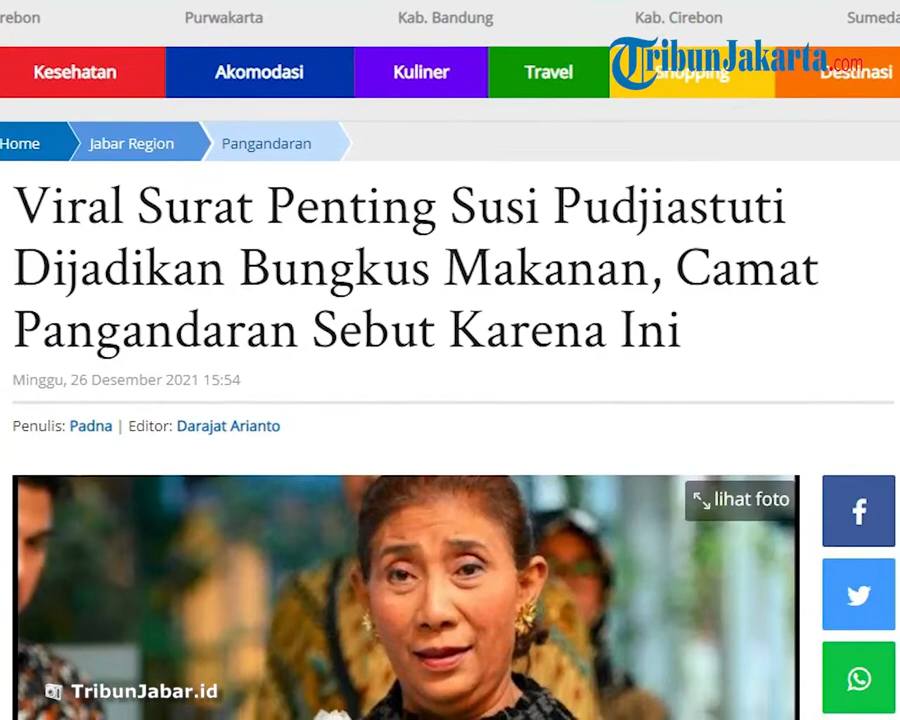 rebon Purwakarta Kab. Bandung Kab. Cirebon Sumeda
Kesehatan Akomodasi Kuliner Travel Shopping Destinasi
TribunJakarta.com
Home Jabar Region Pangandaran
Viral Surat Penting Susi Pudjiastuti
Dijadikan Bungkus Makanan, Camat
Pangandaran Sebut Karena Ini
Minggu, 26 Desember 2021 15:54
Penulis: Padna | Editor: Darajat Arianto
lihat foto
TribunJabar.id